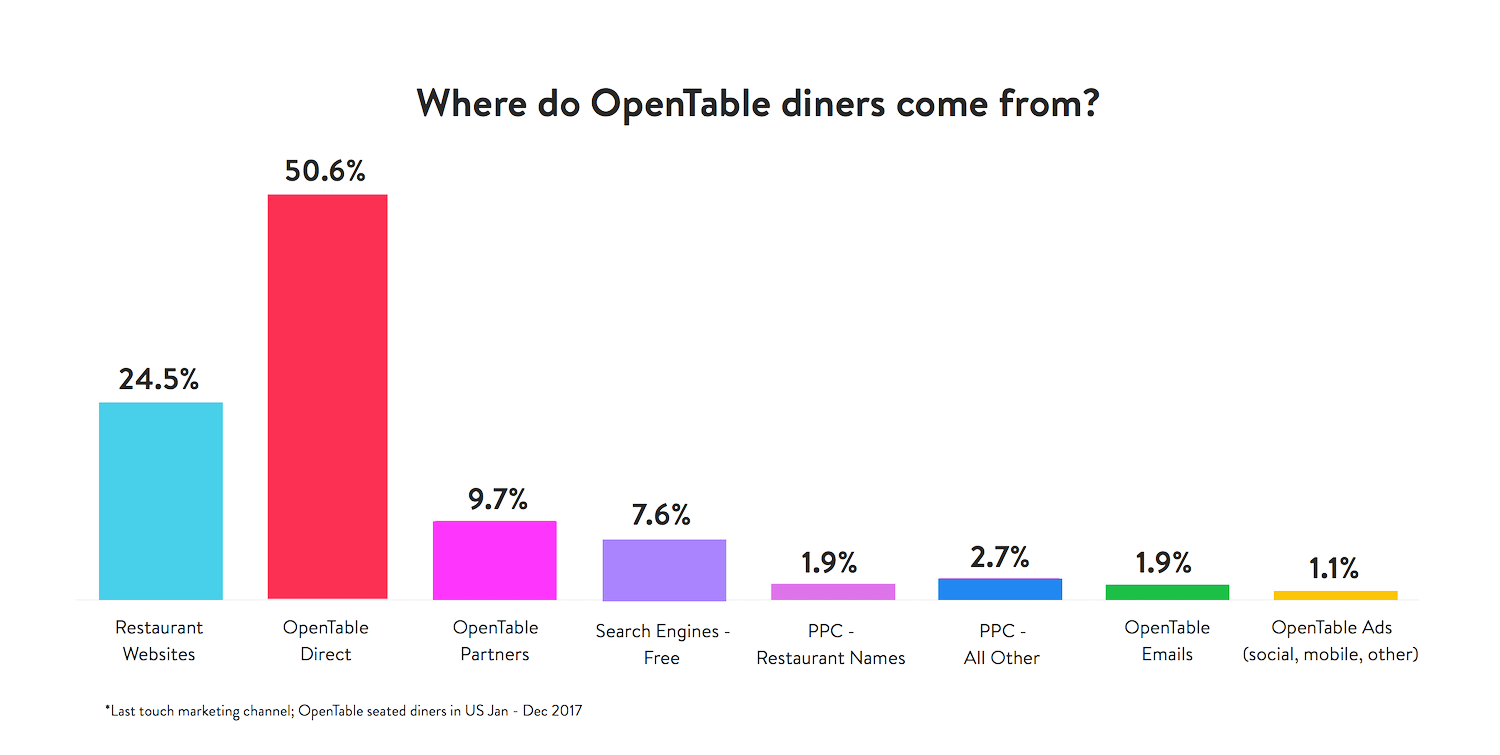 Where do OpenTable diners come from?
50.6%
24.5%
9.7%
7.6%
1.9%
2.7%
1.9%
1.1%
Restaurant
Websites
OpenTable
Direct
OpenTable
Partners
Search Engines -
Free
PPC -
Restaurant Names
PPC -
All Other
OpenTable
Emails
OpenTable Ads
(social, mobile, other)
*Last touch marketing channel; OpenTable seated diners in US Jan - Dec 2017